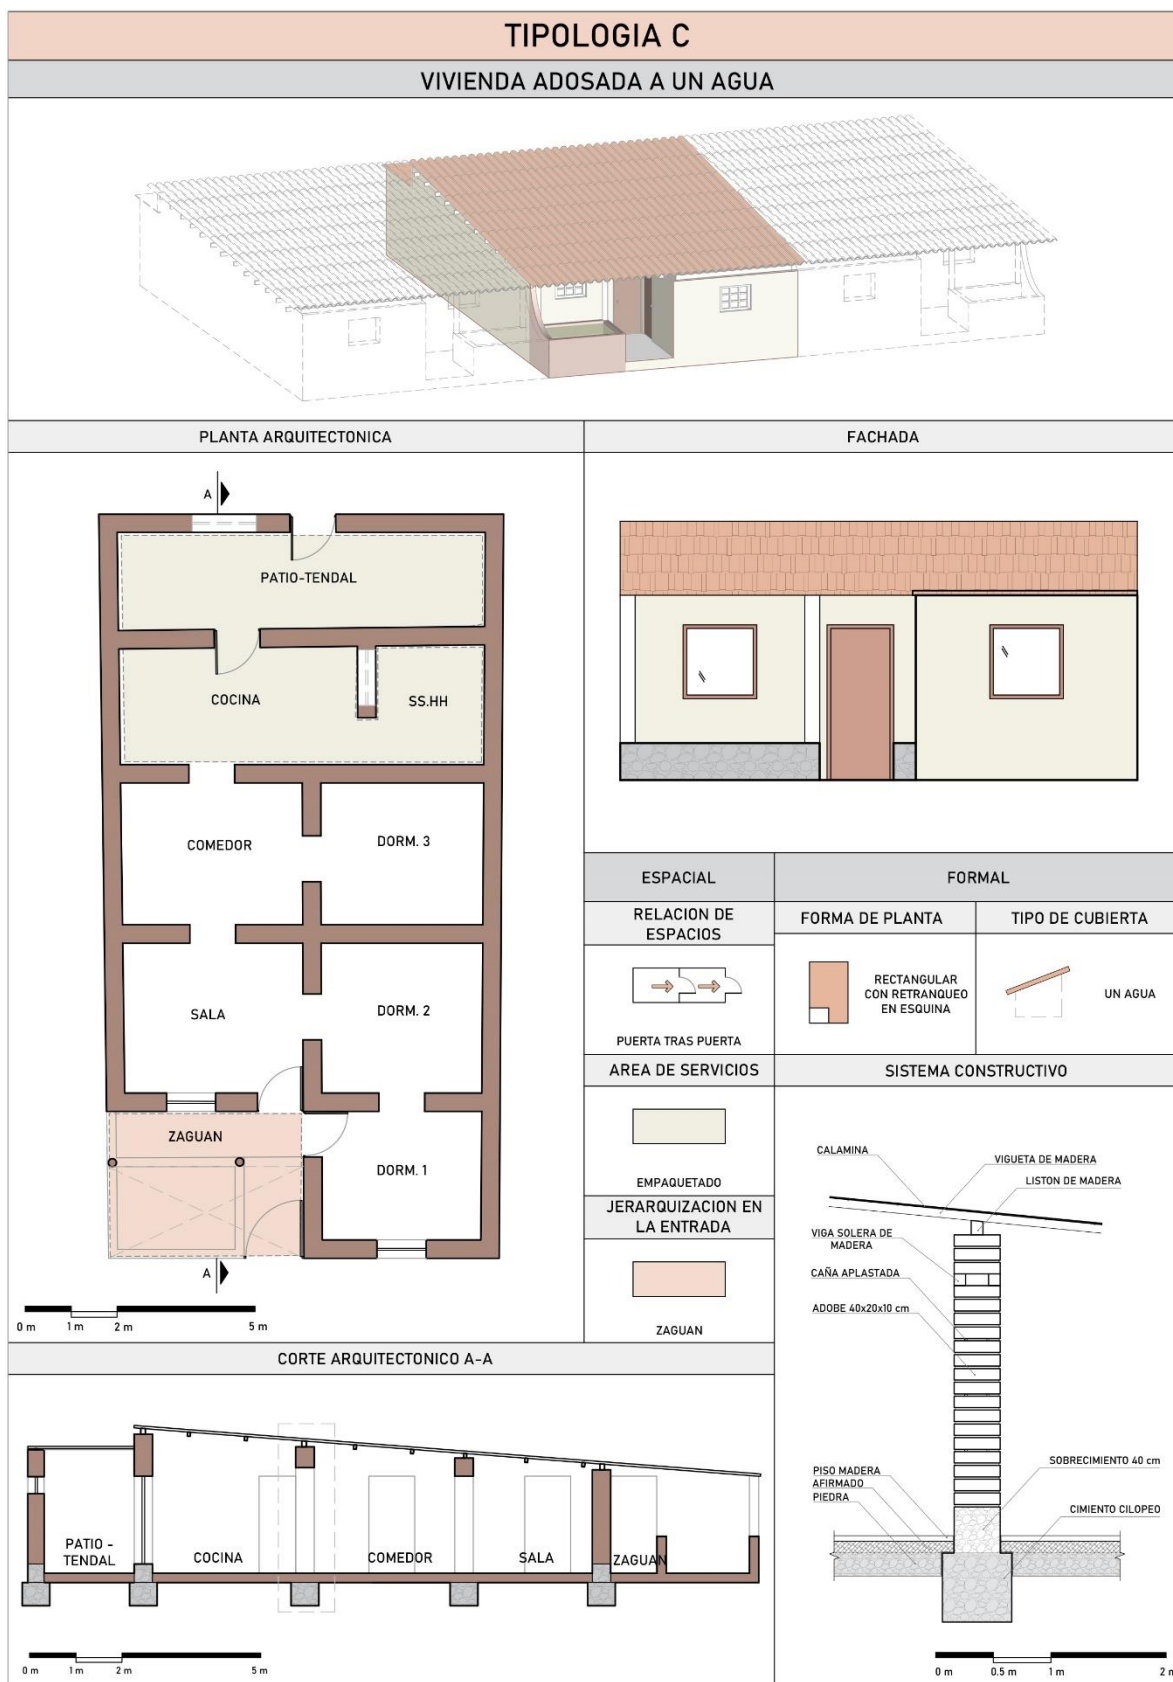 TIPOLOGIA C
VIVIENDA ADOSADA A UN AGUA
PLANTA ARQUITECTONICA
A
PATIO-TENDAL
COCINA
SS.HH
COMEDOR
DORM. 3
SALA
DORM. 2
ZAGUAN
DORM. 1
A
0 m
1 m
2 m
5 m
FACHADA
ESPACIAL
FORMAL
RELACION DE
ESPACIOS
FORMA DE PLANTA
TIPO DE CUBIERTA
PUERTA TRAS PUERTA
RECTANGULAR
CON RETRANQUEO
EN ESQUINA
UN AGUA
AREA DE SERVICIOS
EMPAQUETADO
JERARQUIZACION EN
LA ENTRADA
ZAGUAN
SISTEMA CONSTRUCTIVO
CALAMINA
VIGUETA DE MADERA
LISTON DE MADERA
VIGA SOLERA DE
MADERA
CAÑA APLASTADA
ADOBE 40x20x10 cm
PISO MADERA
AFIRMADO
PIEDRA
SOBRECIMIENTO 40 cm
CIMIENTO CILOPEO
0 m
0.5 m
1 m
2 m
CORTE ARQUITECTONICO A-A
PATIO -
TENDAL
COCINA
COMEDOR
SALA
ZAGUAN
0 m
1 m
2 m
5 m